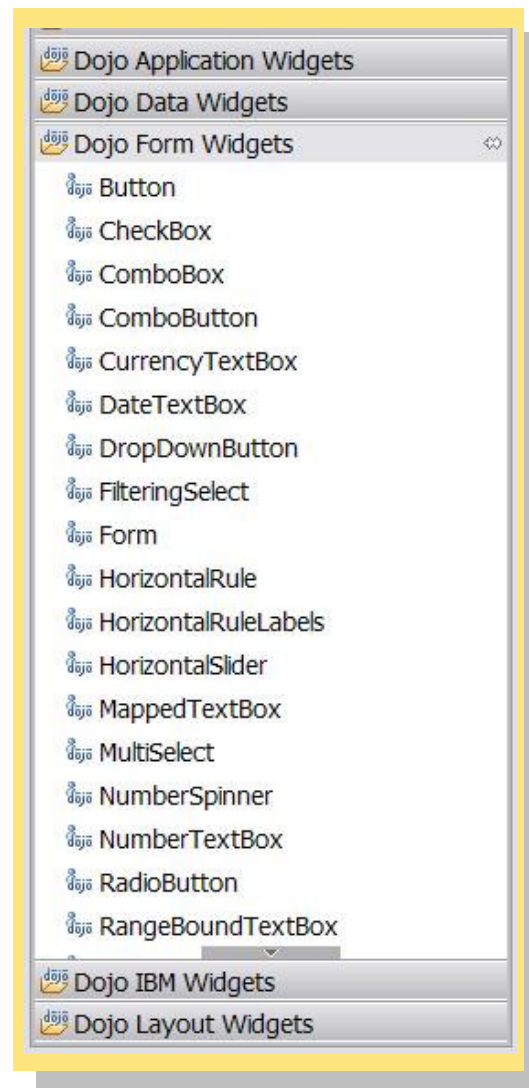 Dojo Application Widgets
Dojo Data Widgets
Dojo Form Widgets
Button
CheckBox
ComboBox
ComboButton
CurrencyTextBox
DateTextBox
DropDownButton
FilteringSelect
Form
HorizontalRule
HorizontalRuleLabels
HorizontalSlider
MappedTextBox
MultiSelect
NumberSpinner
NumberTextBox
RadioButton
RangeBoundTextBox
Dojo IBM Widgets
Dojo Layout Widgets